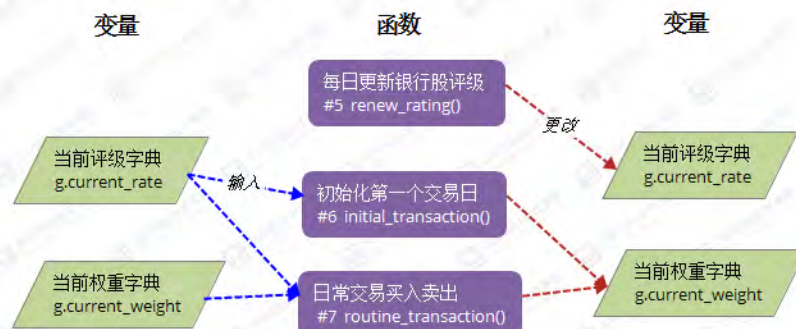 变量
函数
变量
每日更新银行股评级
#5 renew_rating()
更改
当前评级字典
g.current_rate
当前评级字典
g.current_rate
输入
初始化第一个交易日
#6 initial_transaction()
当前权重字典
g.current_weight
日常交易买入卖出
#7 routine_transaction()
当前权重字典
g.current_weight